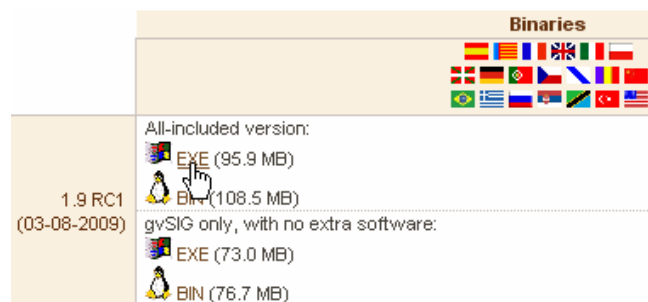 Binaries
All-included version:
EXE (95.9 MB)
BIN (108.5 MB)
1.9 RC1
(03-08-2009)
gvSIG only, with no extra software:
EXE (73.0 MB)
BIN (76.7 MB)